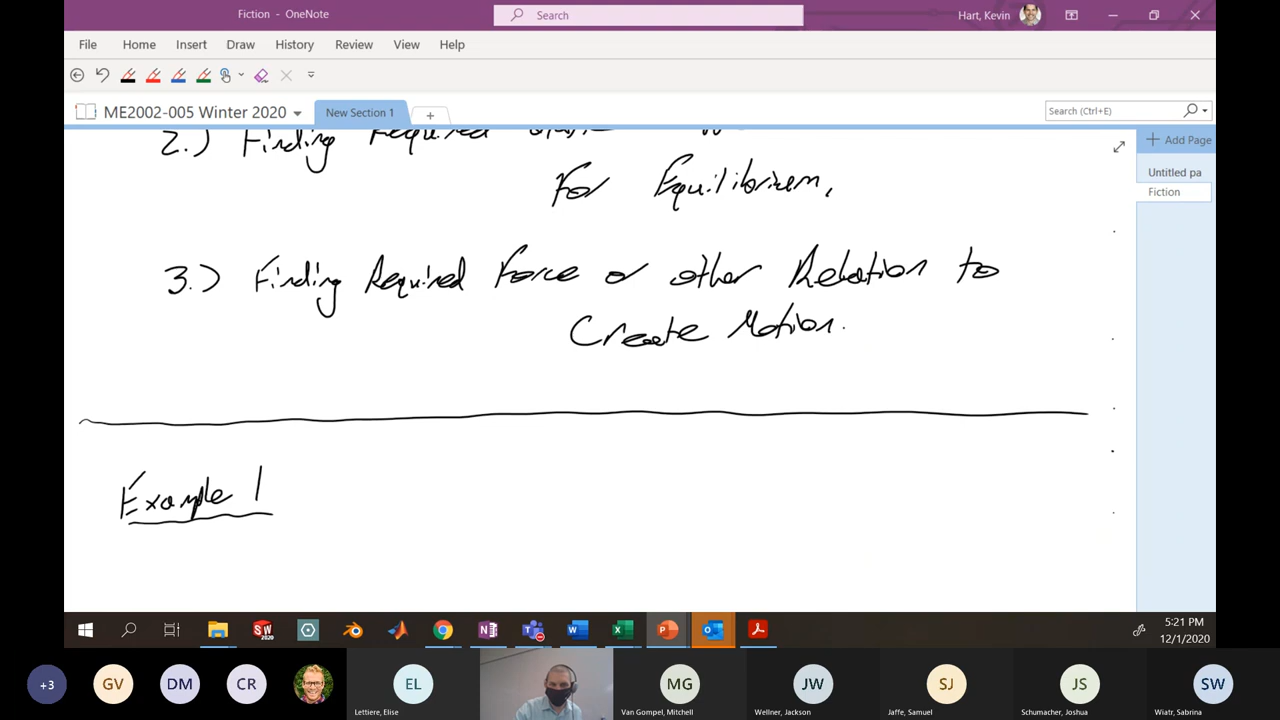 Fiction - OneNote
Search
Hart, Kevin
File Home Insert Draw History Review View Help
ME2002-005 Winter 2020
New Section 1
Search (Ctrl+E)
Add Page
Untitled pa
Fiction
2.) Finding Required
For Equilibrium,
3.) Finding Required Force or other Relation to
Create Motion.
Example 1
5:21 PM
12/1/2020
+3
GV
DM
CR
EL
Lettiere, Elise
MG
Van Gompel, Mitchell
JW
Wellner, Jackson
SJ
Jaffe, Samuel
JS
Schumacher, Joshua
SW
Wiatr, Sabrina